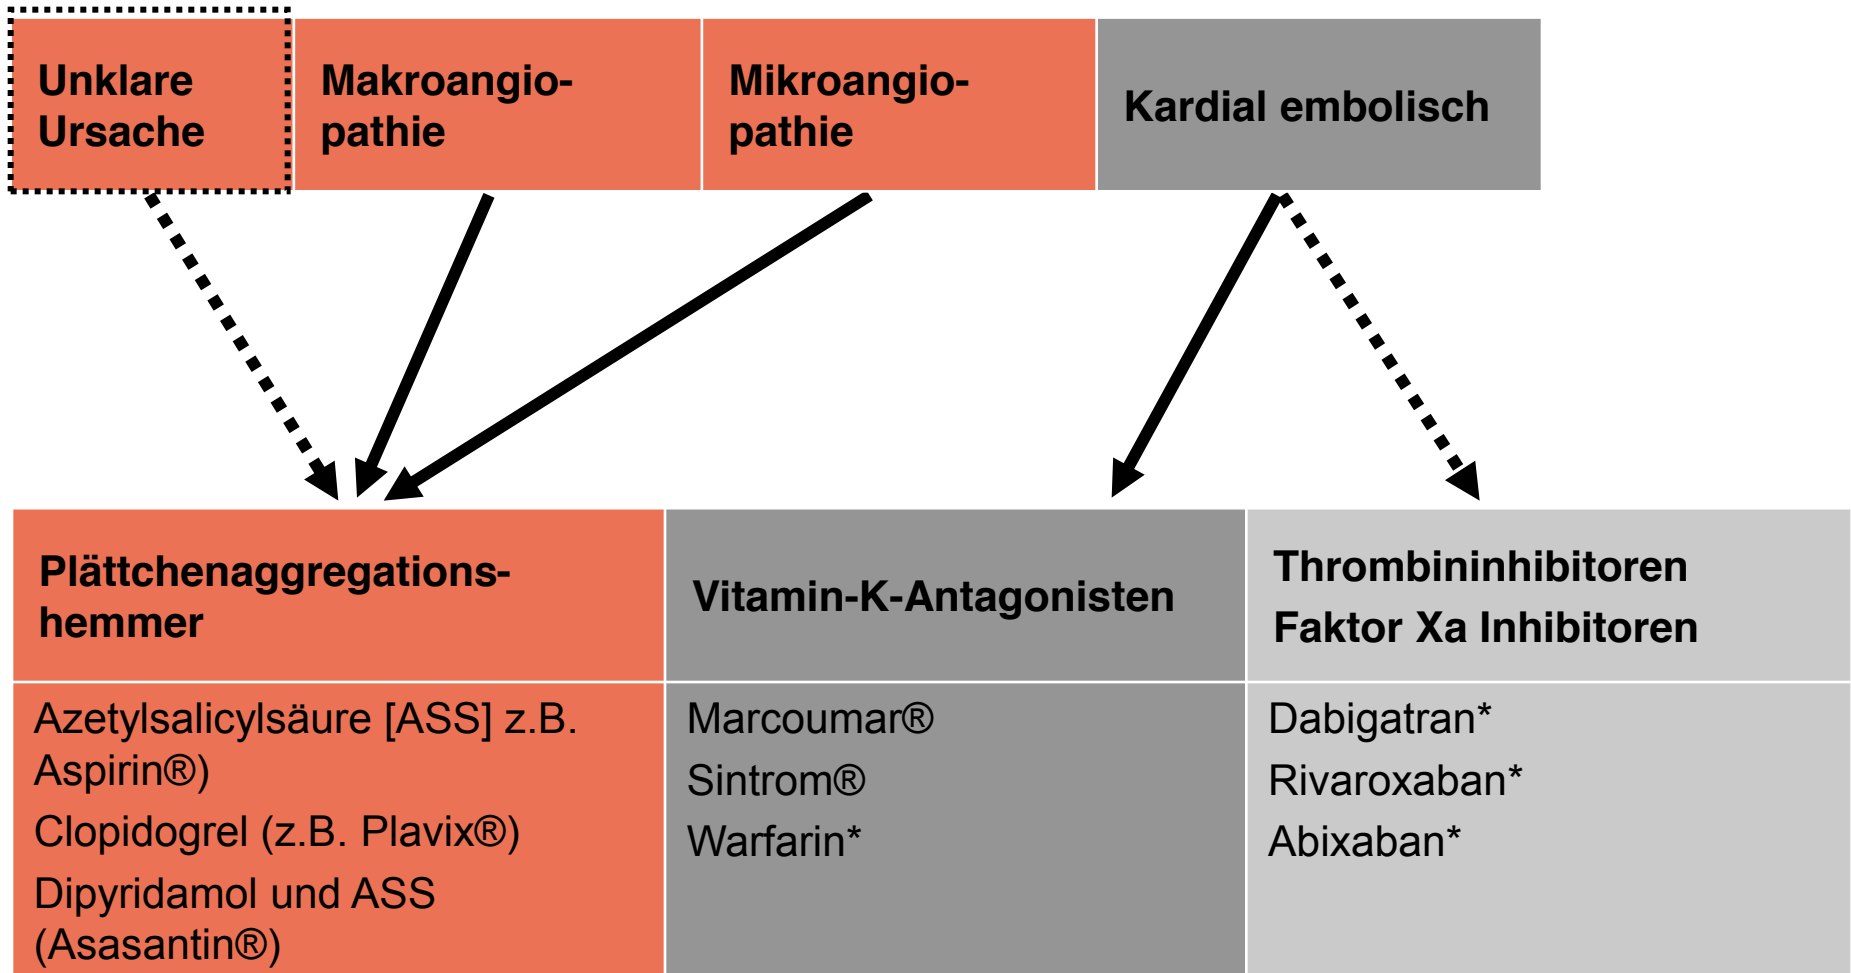 Unklare
Ursache
Makroangio-
pathie
Mikroangio-
pathie
Kardial embolisch
Plättchenaggregations-
hemmer
Vitamin-K-Antagonisten
Thrombininhibitoren
Faktor Xa Inhibitoren
Azetylsalicylsäure [ASS] z.B.
Aspirin®)
Clopidogrel (z.B. Plavix®)
Dipyridamol und ASS
(Asasantin®)
Marcoumar®
Sintrom®
Warfarin*
Dabigatran*
Rivaroxaban*
Abixaban*